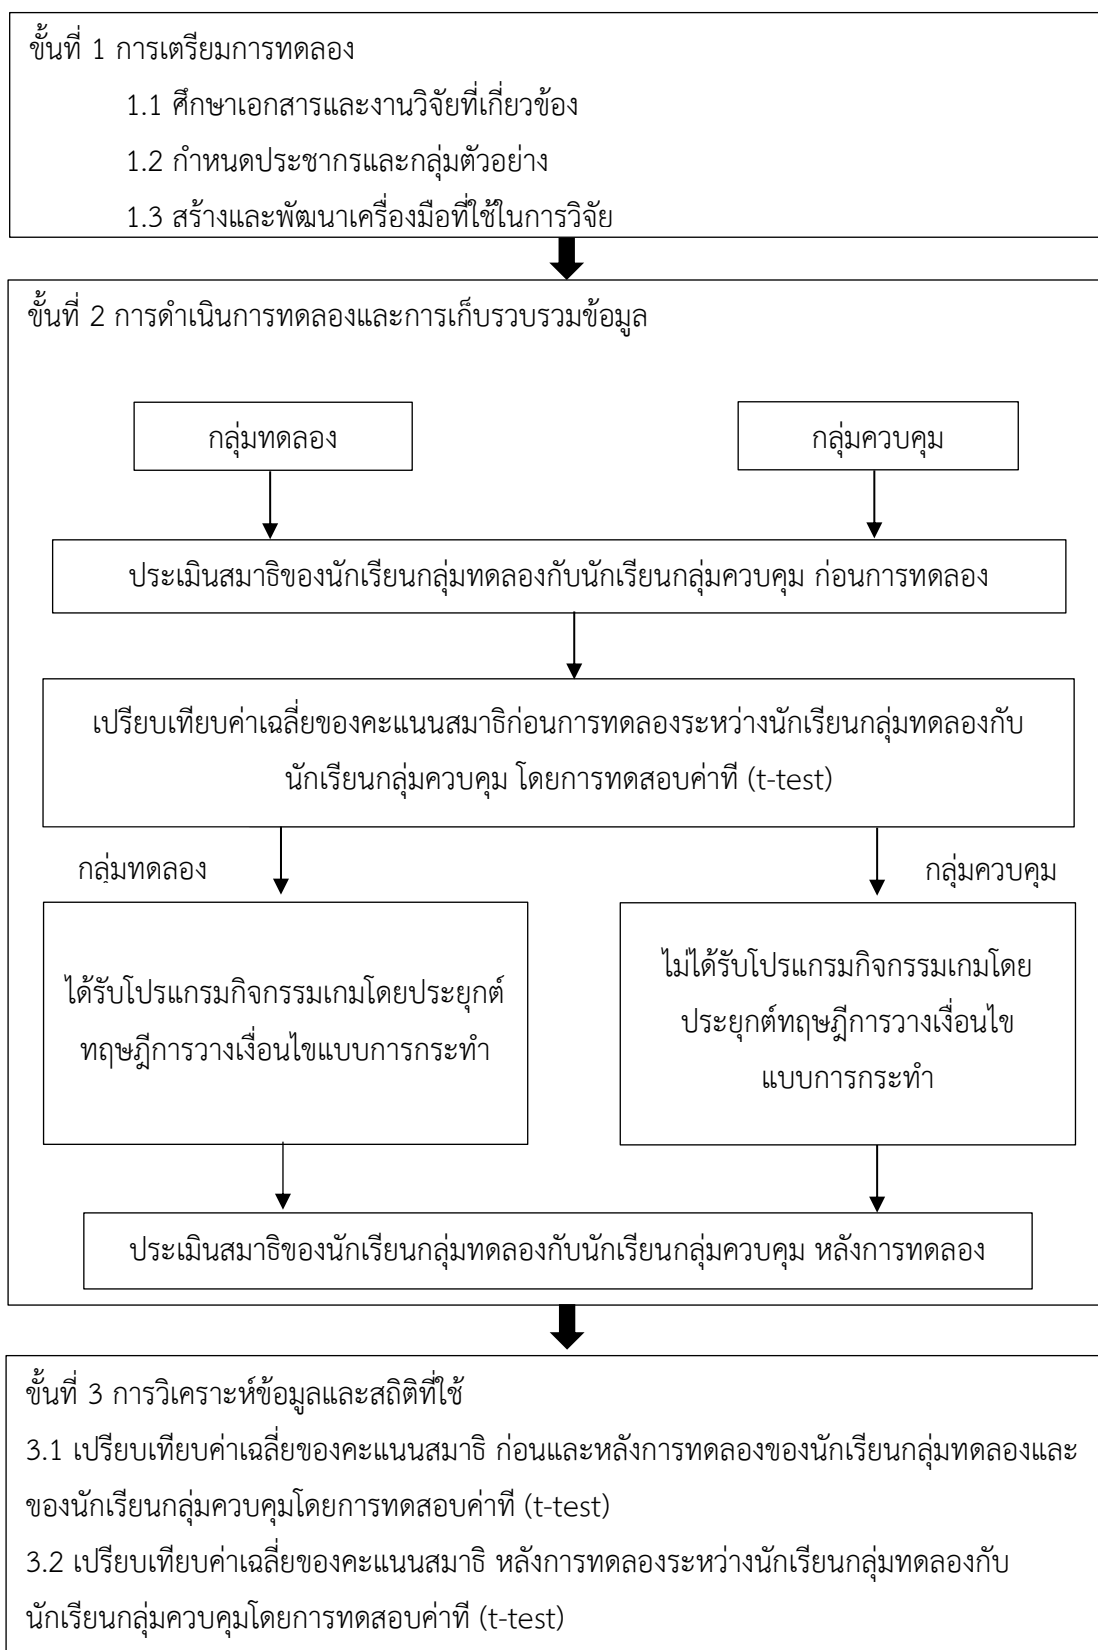 ขั้นที่ 1 การเตรียมการทดลอง
1.1 ศึกษาเอกสารและงานวิจัยที่เกี่ยวข้อง
1.2 กำหนดประชากรและกลุ่มตัวอย่าง
1.3 สร้างและพัฒนาเครื่องมือที่ใช้ในการวิจัย
ขั้นที่ 2 การดำเนินการทดลองและการเก็บรวบรวมข้อมูล
กลุ่มทดลอง
กลุ่มควบคุม
ประเมินสมาธิของนักเรียนกลุ่มทดลองกับนักเรียนกลุ่มควบคุม ก่อนการทดลอง
เปรียบเทียบค่าเฉลี่ยของคะแนนสมาธิก่อนการทดลองระหว่างนักเรียนกลุ่มทดลองกับ
นักเรียนกลุ่มควบคุม โดยการทดสอบค่าที (t-test)
กลุ่มทดลอง
กลุ่มควบคุม
ได้รับโปรแกรมกิจกรรมเกมโดยประยุกต์
ทฤษฎีการวางเงื่อนไขแบบการกระทำ
ไม่ได้รับโปรแกรมกิจกรรมเกมโดย
ประยุกต์ทฤษฎีการวางเงื่อนไข
แบบการกระทำ
ประเมินสมาธิของนักเรียนกลุ่มทดลองกับนักเรียนกลุ่มควบคุม หลังการทดลอง
ขั้นที่ 3 การวิเคราะห์ข้อมูลและสถิติที่ใช้
3.1 เปรียบเทียบค่าเฉลี่ยของคะแนนสมาธิ ก่อนและหลังการทดลองของนักเรียนกลุ่มทดลองและ
ของนักเรียนกลุ่มควบคุมโดยการทดสอบค่าที (t-test)
3.2 เปรียบเทียบค่าเฉลี่ยของคะแนนสมาธิ หลังการทดลองระหว่างนักเรียนกลุ่มทดลองกับ
นักเรียนกลุ่มควบคุมโดยการทดสอบค่าที (t-test)